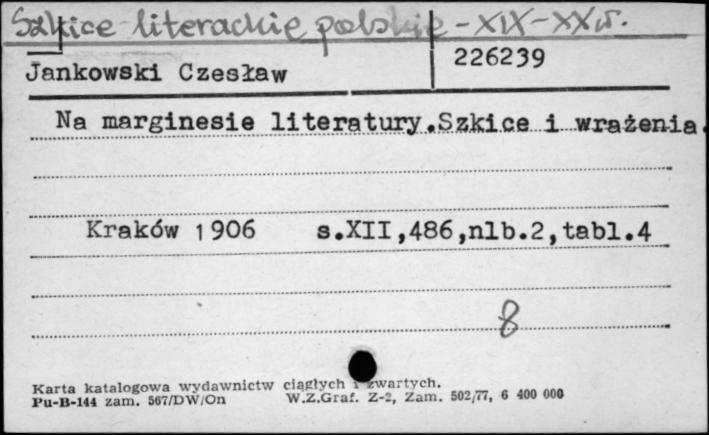 Szkice literackie polskie - XIX-XX w.
Jankowski Czesław
226239
Na marginesie literatury.Szkice i wrażenia.
Kraków 1906 s.XII,486,nlb.2,tabl.4
8
Karta katalogowa wydawnictw ciągłych i zwartych.
Pu-B-144 zam. 567/DW/On W.Z.Graf. Z-2, Zam. 502/77, 6 400 000